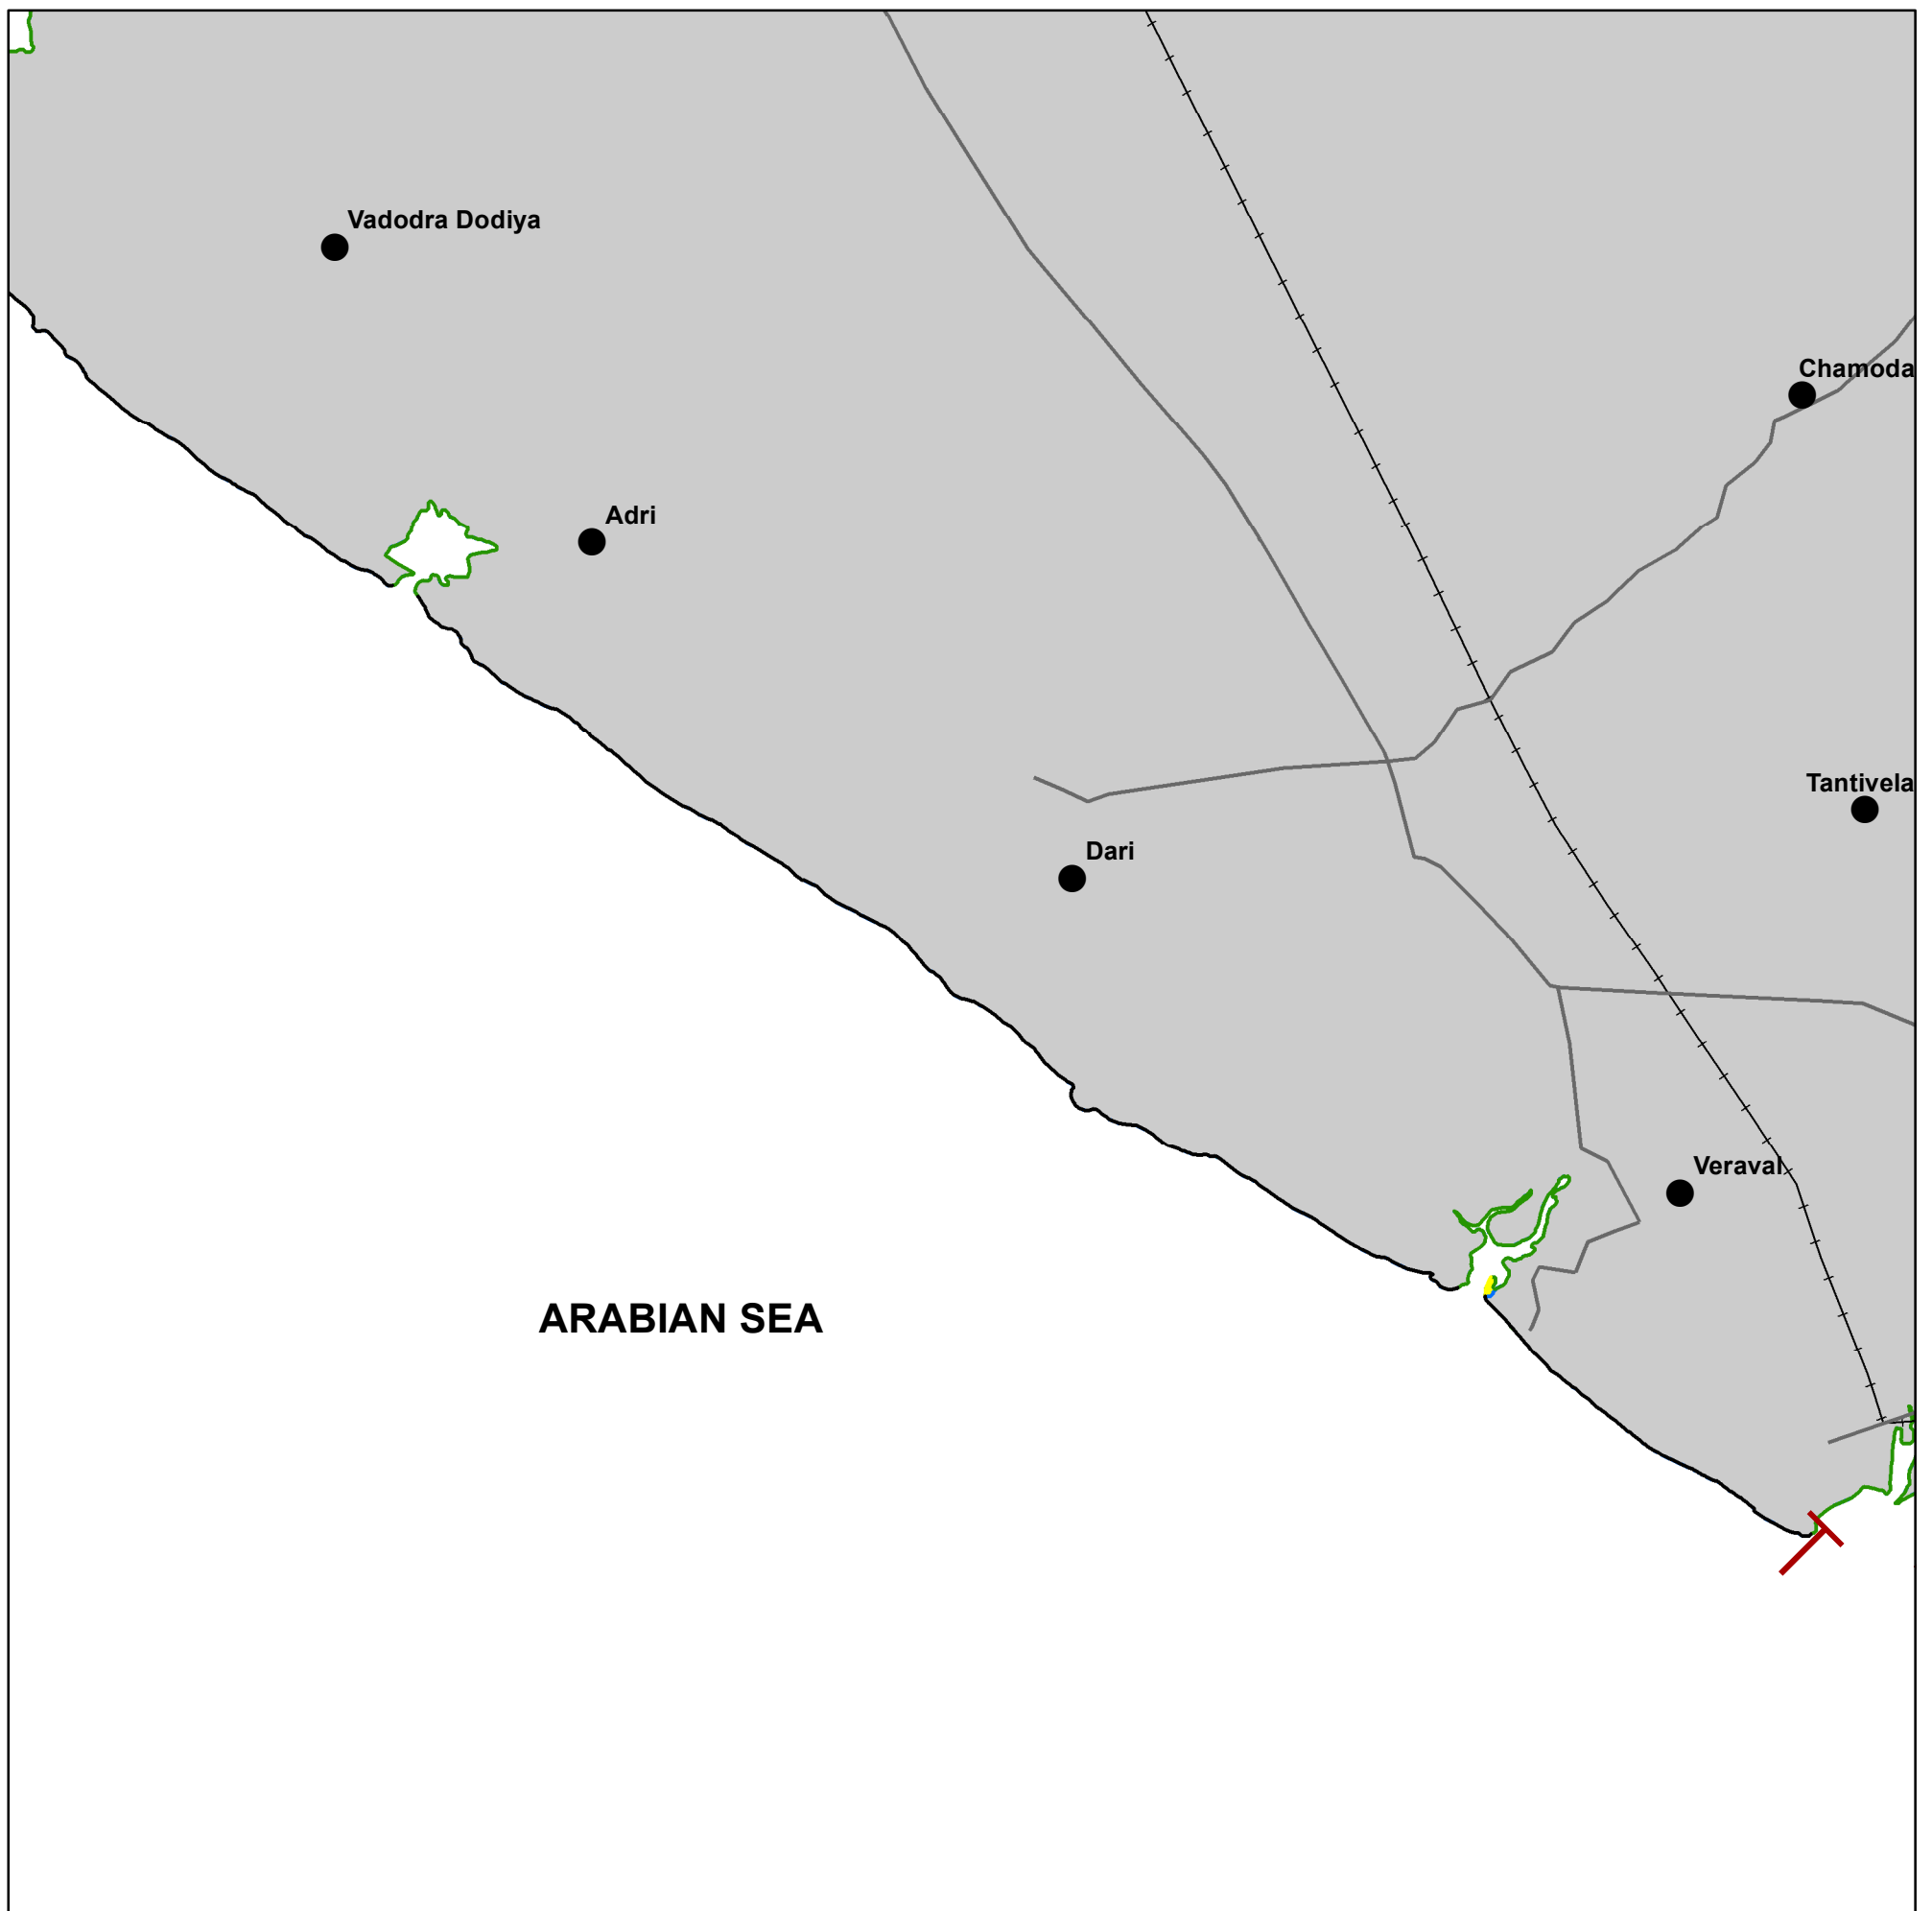 Vadodra Dodiya
Chamoda
Adri
Tantivela
Dari
Veraval
ARABIAN SEA